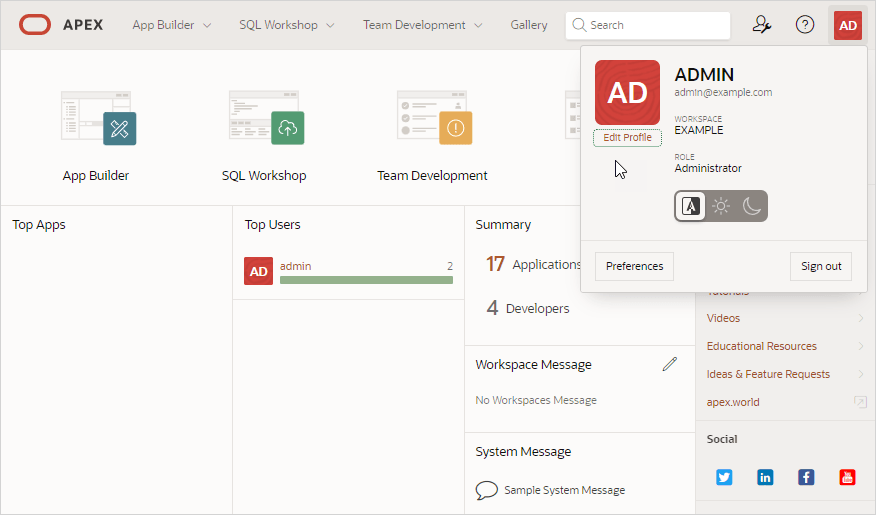 APEX App Builder SQL Workshop Team Development Gallery Search AD
AD
ADMIN
admin@example.com
WORKSPACE
EXAMPLE
Edit Profile
ROLE
Administrator
Preferences Sign out
App Builder SQL Workshop Team Development
Top Apps
Top Users
AD admin 2
Summary
17 Applications
4 Developers
Workspace Message
No Workspaces Message
System Message
Sample System Message
Tutorials
Videos
Educational Resources
Ideas & Feature Requests
apex.world
Social